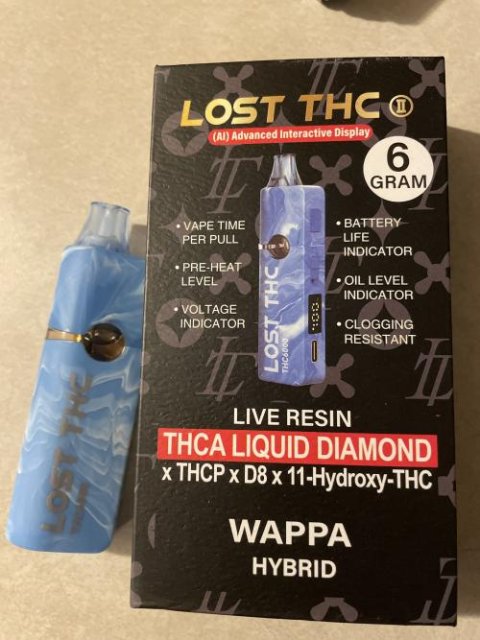 LOST THC II
(AI) Advanced Interactive Display
6
GRAM
• VAPE TIME
PER PULL
• PRE-HEAT
LEVEL
• VOLTAGE
INDICATOR
• BATTERY
LIFE
INDICATOR
• OIL LEVEL
INDICATOR
• CLOGGING
RESISTANT
LOST THC
THC6000
LIVE RESIN
THCA LIQUID DIAMOND
x THCP x D8 x 11-Hydroxy-THC
WAPPA
HYBRID
LOST THC